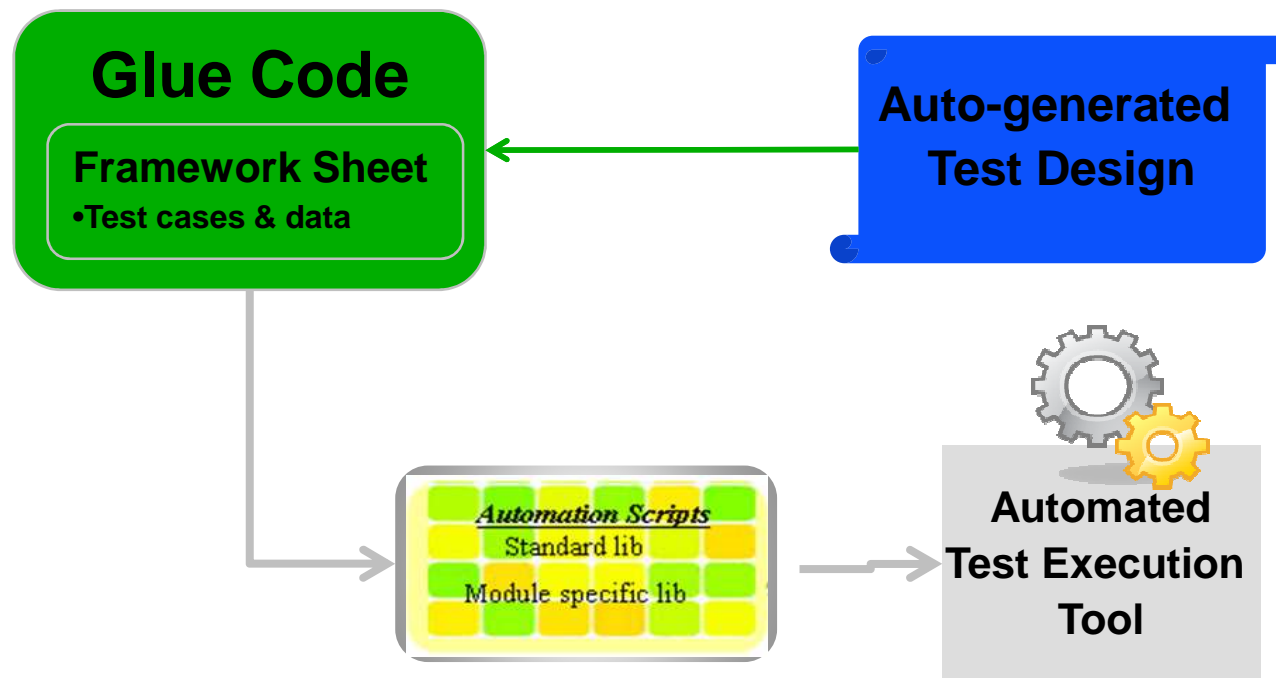 Glue Code
Framework Sheet
•Test cases & data
Auto-generated
Test Design
Automation Scripts
Standard lib
Module specific lib
Automated
Test Execution
Tool